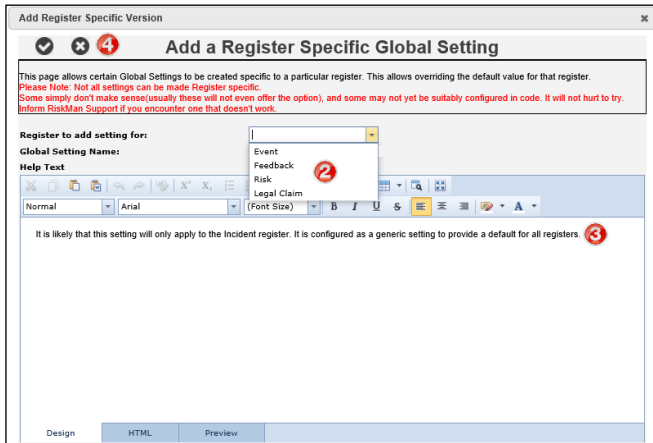 Add Register Specific Version
4
Add a Register Specific Global Setting
This page allows certain Global Settings to be created specific to a particular register. This allows overriding the default value for that register.
Please Note: Not all settings can be made Register specific.
Some simply don't make sense(usually these will not even offer the option), and some may not yet be suitably configured in code. It will not hurt to try.
Inform RiskMan Support if you encounter one that doesn't work.
Register to add setting for:
Global Setting Name:
Help Text
Event
Feedback
Risk
Legal Claim
2
Normal
Arial
(Font Size)
B I U S
A
It is likely that this setting will only apply to the Incident register. It is configured as a generic setting to provide a default for all registers.
3
Design
HTML
Preview